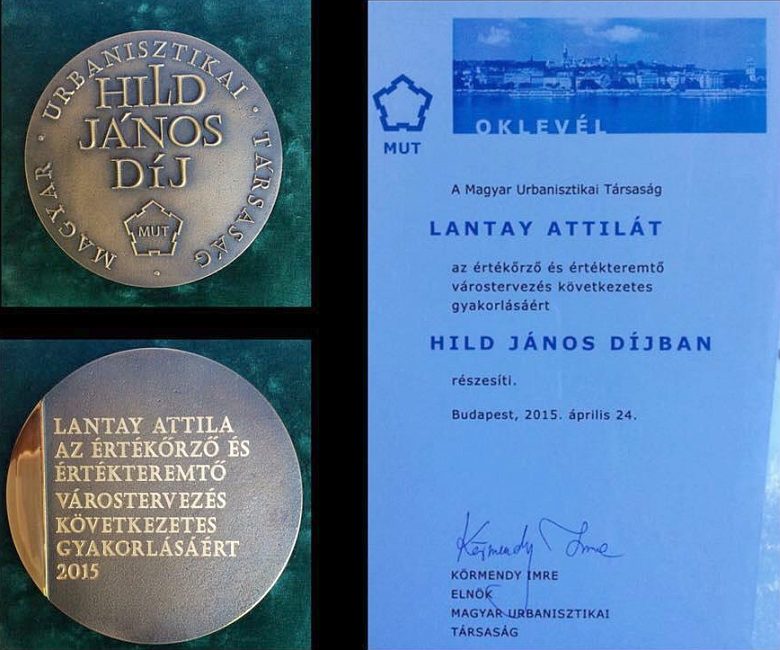 MAGYAR · URBANISZTIKAI · TÁRSASÁG
HILD
JÁNOS
DÍJ
MUT
LANTAY ATTILA
AZ ÉRTÉKŐRZŐ ÉS
ÉRTÉKTEREMTŐ
VÁROSTERVEZÉS
KÖVETKEZETES
GYAKORLÁSÁÉRT
2015
OKLEVÉL
MUT
A Magyar Urbanisztikai Társaság
LANTAY ATTILÁT
az értékőrző és értékteremtő
várostervezés következetes
gyakorlásáért
HILD JÁNOS DÍJBAN
részesíti.
Budapest, 2015. április 24.
Körmendy Imre
KÖRMENDY IMRE
ELNÖK
MAGYAR URBANISZTIKAI
TÁRSASÁG